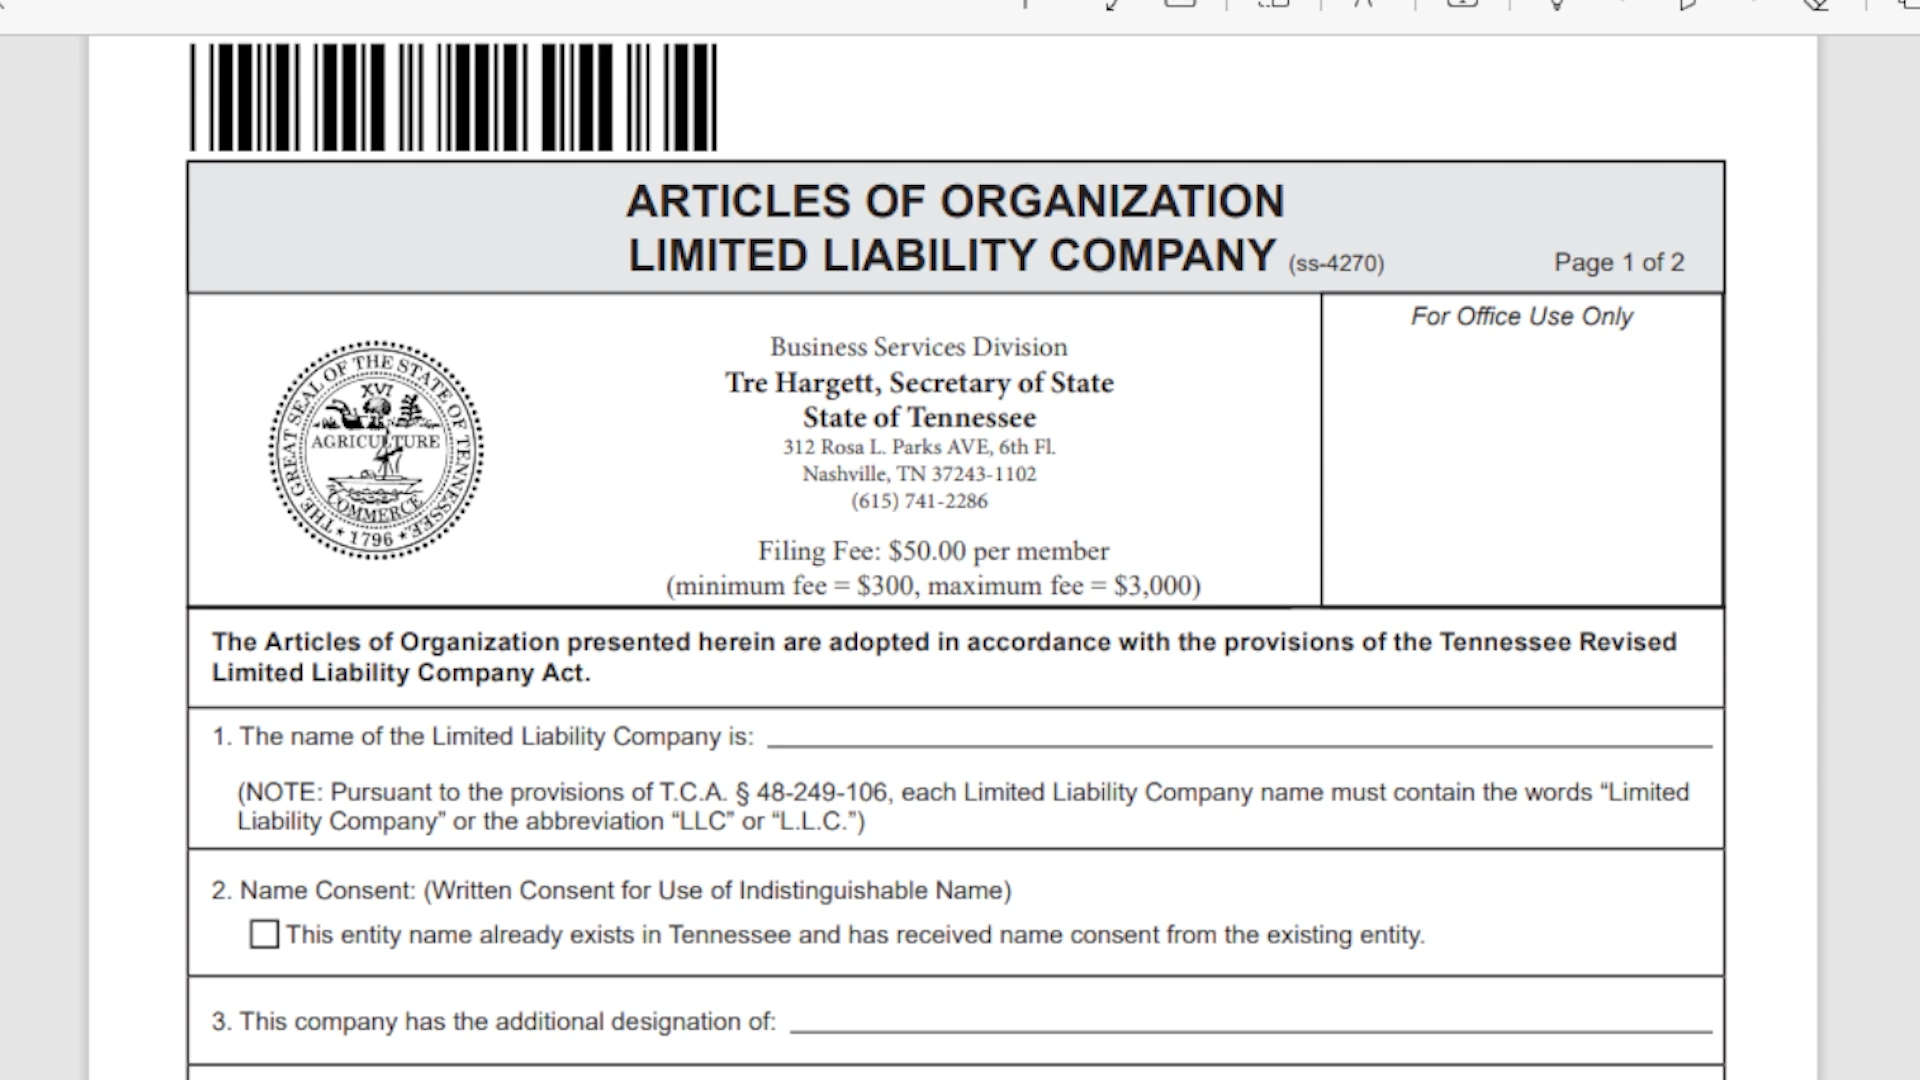 ARTICLES OF ORGANIZATION
LIMITED LIABILITY COMPANY (ss-4270)
Page 1 of 2
For Office Use Only
THE GREAT SEAL OF THE STATE OF TENNESSEE
XVI
AGRICULTURE
COMMERCE
1796
Business Services Division
Tre Hargett, Secretary of State
State of Tennessee
312 Rosa L. Parks AVE, 6th Fl.
Nashville, TN 37243-1102
(615) 741-2286
Filing Fee: $50.00 per member
(minimum fee = $300, maximum fee = $3,000)
The Articles of Organization presented herein are adopted in accordance with the provisions of the Tennessee Revised
Limited Liability Company Act.
1. The name of the Limited Liability Company is:
(NOTE: Pursuant to the provisions of T.C.A. § 48-249-106, each Limited Liability Company name must contain the words “Limited
Liability Company” or the abbreviation “LLC” or “L.L.C.”)
2. Name Consent: (Written Consent for Use of Indistinguishable Name)
This entity name already exists in Tennessee and has received name consent from the existing entity.
3. This company has the additional designation of: